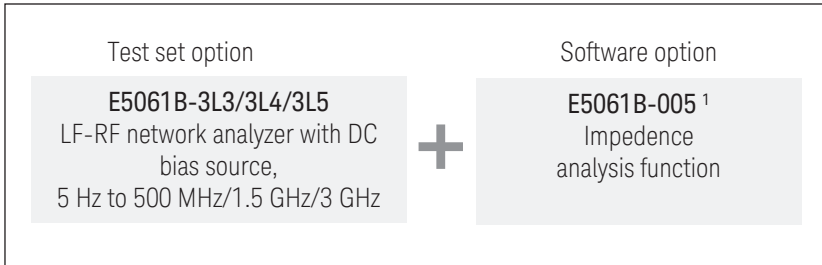 Test set option
E5061B-3L3/3L4/3L5
LF-RF network analyzer with DC
bias source,
5 Hz to 500 MHz/1.5 GHz/3 GHz
+
Software option
E5061B-005 ¹
Impedence
analysis function